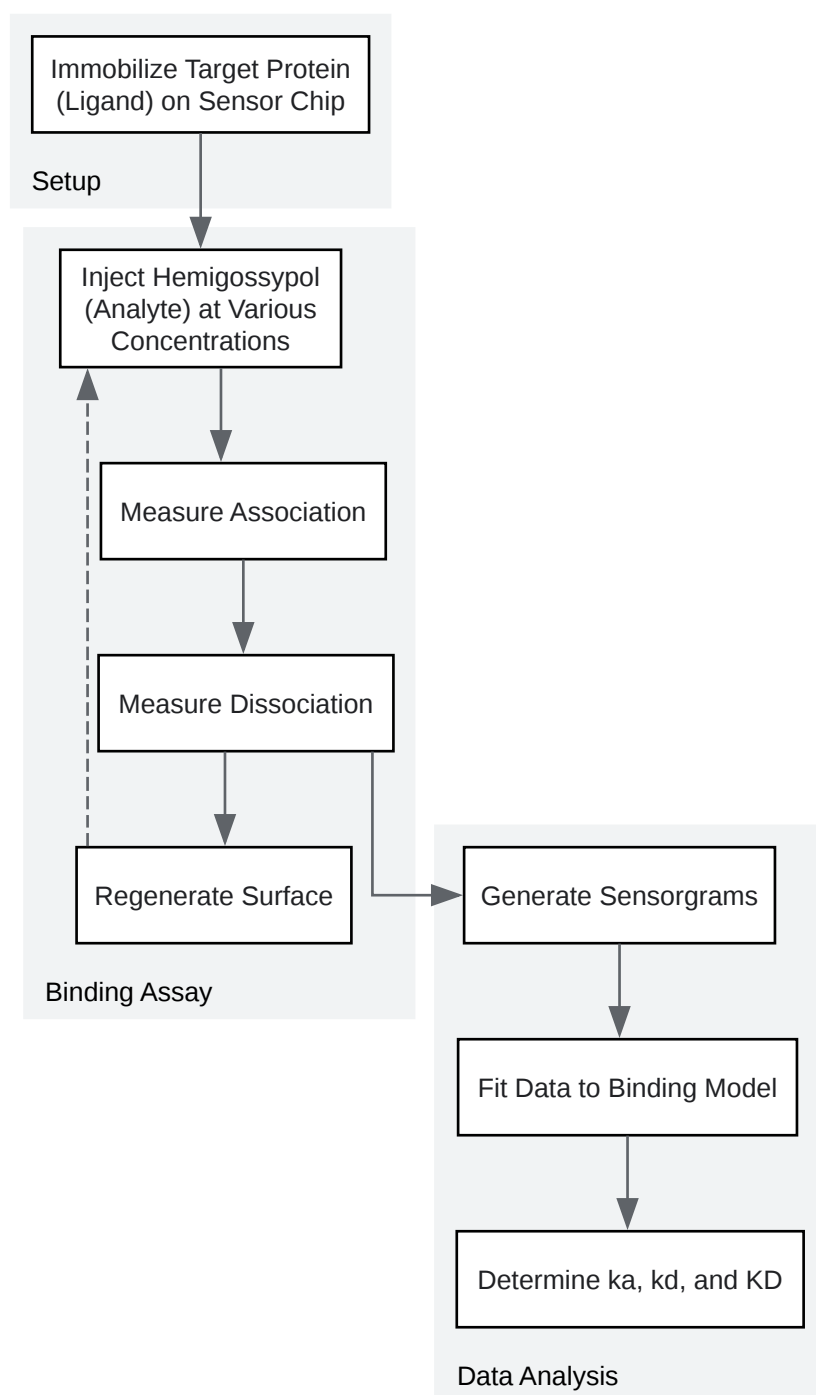 Immobilize Target Protein
(Ligand) on Sensor Chip
Setup
Inject Hemigossypol
(Analyte) at Various
Concentrations
Measure Association
Measure Dissociation
Regenerate Surface
Binding Assay
Generate Sensorgrams
Fit Data to Binding Model
Determine ka, kd, and KD
Data Analysis